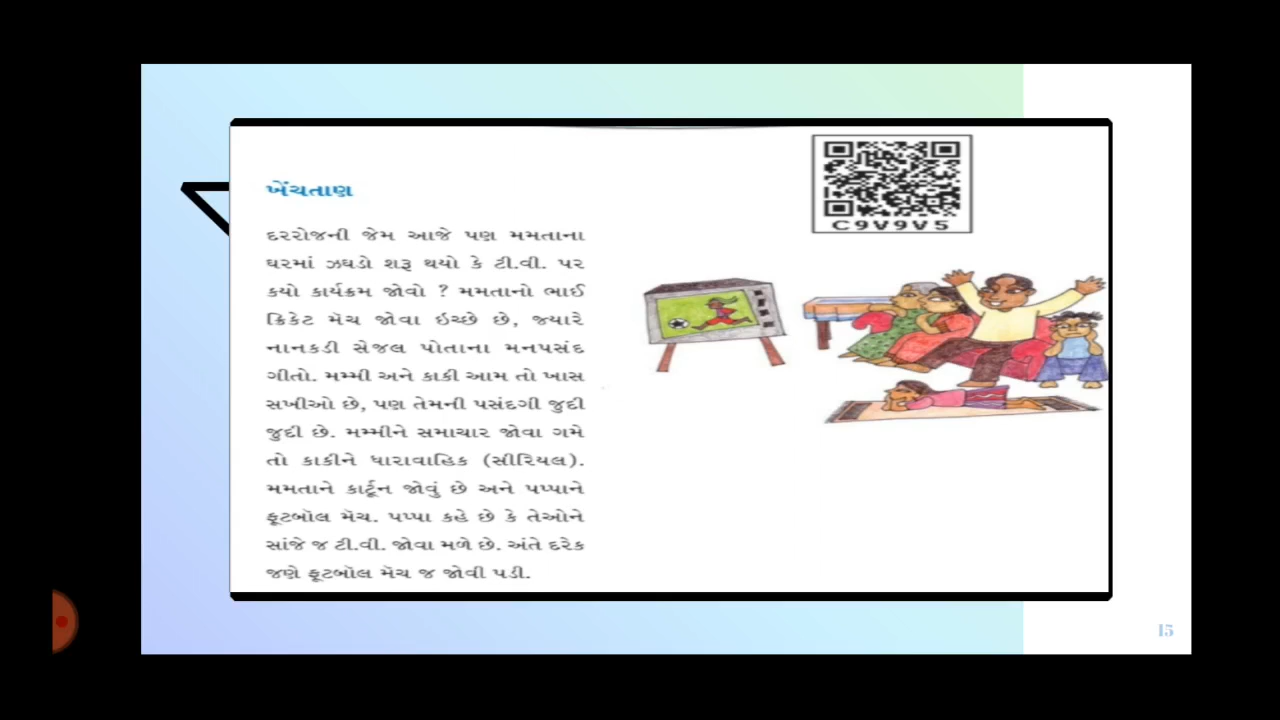 C9V9V5
ખેંચતાણ
દરરોજની જેમ આજે પણ મમતાના
ઘરમાં ઝઘડો શરૂ થયો કે ટી.વી. પર
કયો કાર્યક્રમ જોવો ? મમતાનો ભાઈ
ક્રિકેટ મૅચ જોવા ઇચ્છે છે, જ્યારે
નાનકડી સેજલ પોતાના મનપસંદ
ગીતો. મમ્મી અને કાકી આમ તો ખાસ
સખીઓ છે, પણ તેમની પસંદગી જુદી
જુદી છે. મમ્મીને સમાચાર જોવા ગમે
તો કાકીને ધારાવાહિક (સીરિયલ).
મમતાને કાર્ટૂન જોવું છે અને પપ્પાને
ફૂટબૉલ મૅચ. પપ્પા કહે છે કે તેઓને
સાંજે જ ટી.વી. જોવા મળે છે. અંતે દરેક
જણે ફૂટબૉલ મૅચ જ જોવી પડી.
15